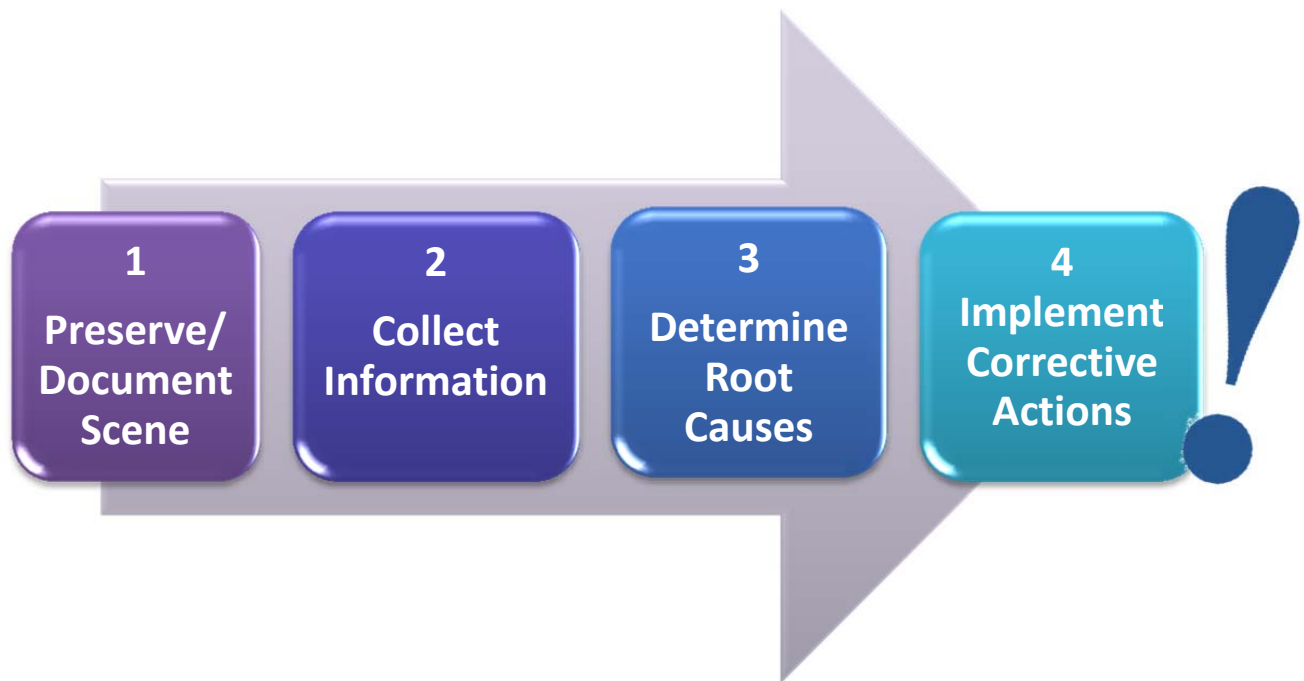 1
Preserve/
Document
Scene
2
Collect
Information
3
Determine
Root
Causes
4
Implement
Corrective
Actions
!